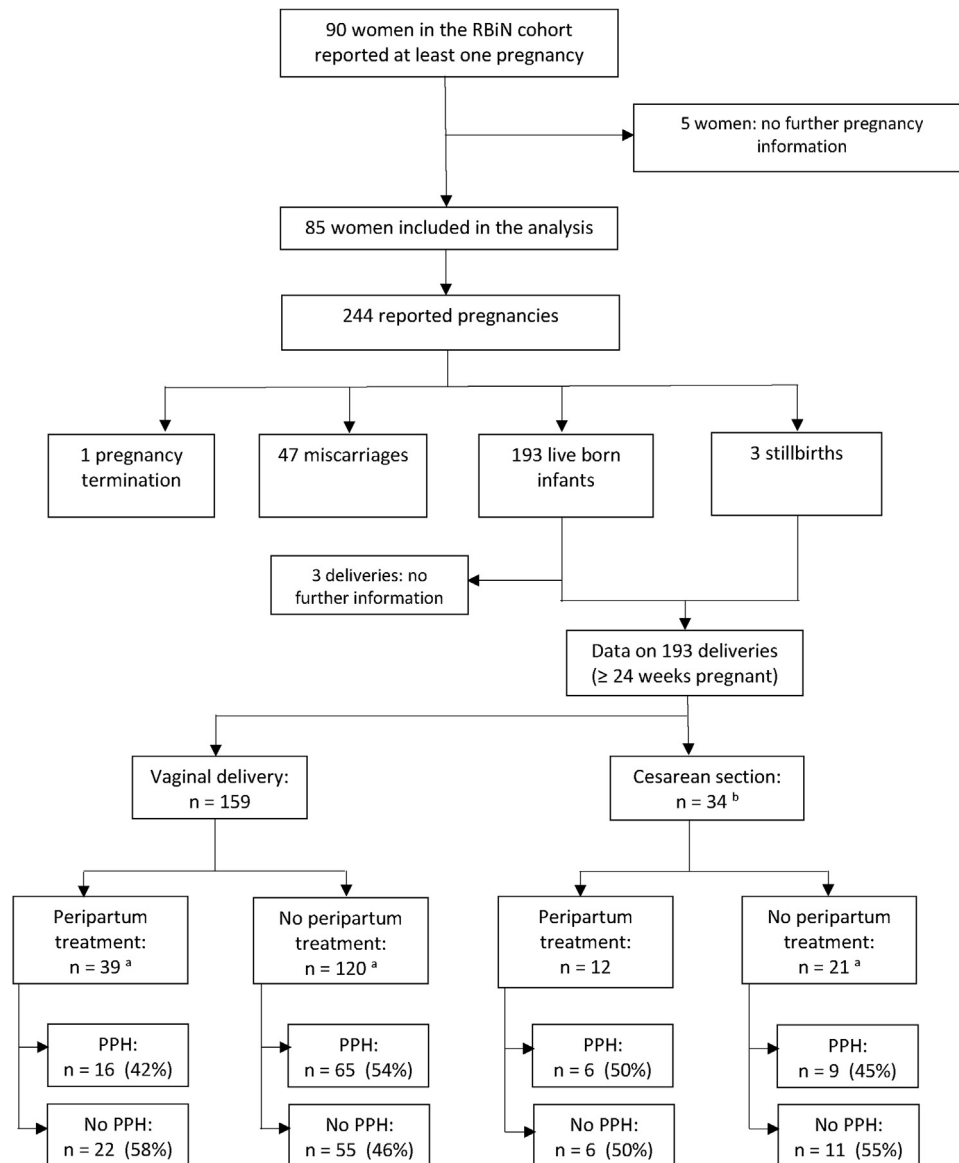 90 women in the RBiN cohort
reported at least one pregnancy
5 women: no further pregnancy
information
85 women included in the analysis
244 reported pregnancies
1 pregnancy
termination
47 miscarriages
193 live born
infants
3 stillbirths
3 deliveries: no
further information
Data on 193 deliveries
(≥ 24 weeks pregnant)
Vaginal delivery:
n = 159
Cesarean section:
n = 34 ᵇ
Peripartum
treatment:
n = 39 ᵃ
No peripartum
treatment:
n = 120 ᵃ
Peripartum
treatment:
n = 12
No peripartum
treatment:
n = 21 ᵃ
PPH:
n = 16 (42%)
PPH:
n = 65 (54%)
PPH:
n = 6 (50%)
PPH:
n = 9 (45%)
No PPH:
n = 22 (58%)
No PPH:
n = 55 (46%)
No PPH:
n = 6 (50%)
No PPH:
n = 11 (55%)